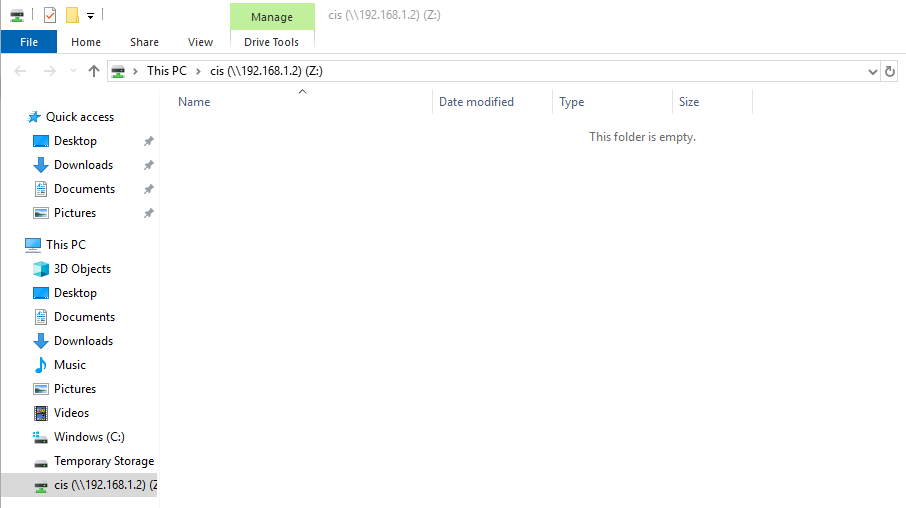 Manage
cis (\\192.168.1.2) (Z:)
File
Home
Share
View
Drive Tools
This PC > cis (\\192.168.1.2) (Z:)
Name
Date modified
Type
Size
This folder is empty.
Quick access
Desktop
Downloads
Documents
Pictures
This PC
3D Objects
Desktop
Documents
Downloads
Music
Pictures
Videos
Windows (C:)
Temporary Storage
cis (\\192.168.1.2) (Z